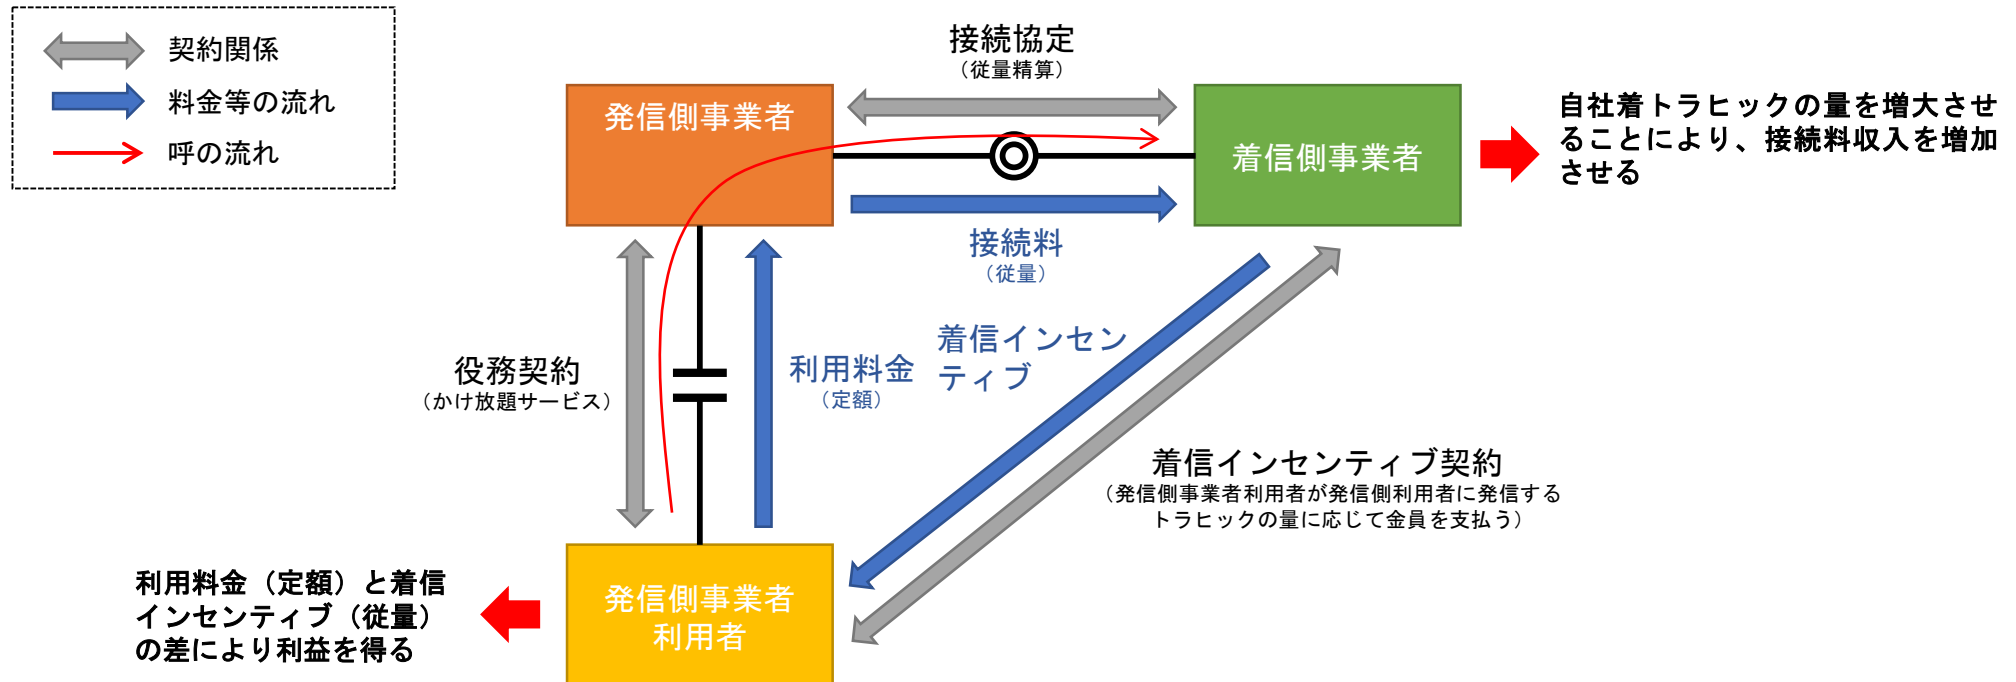 契約関係
料金等の流れ
呼の流れ
接続協定
（従量精算）
発信側事業者
着信側事業者
自社着トラヒックの量を増大させ
ることにより、接続料収入を増加
させる
接続料
（従量）
役務契約
（かけ放題サービス）
利用料金
（定額）
着信インセン
ティブ
着信インセンティブ契約
（発信側事業者利用者が発信側利用者に発信する
トラヒックの量に応じて金員を支払う）
利用料金（定額）と着信
インセンティブ（従量）
の差により利益を得る
発信側事業者
利用者